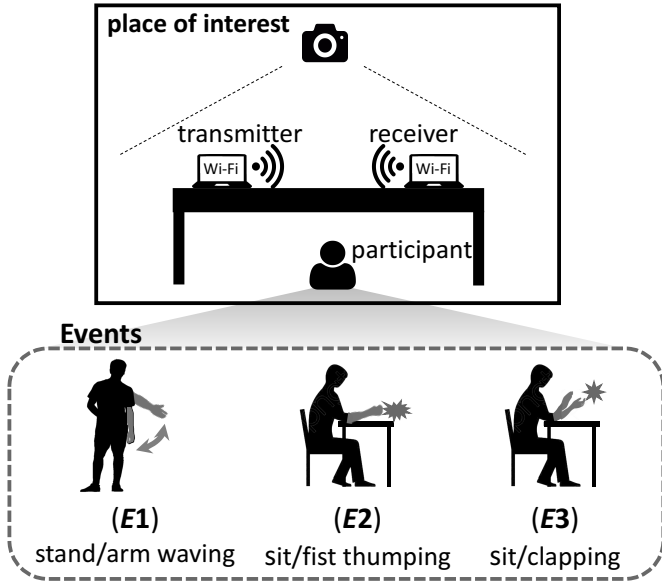 place of interest
transmitter
receiver
Wi-Fi
Wi-Fi
participant
Events
(E1)
(E2)
(E3)
stand/arm waving
sit/fist thumping
sit/clapping